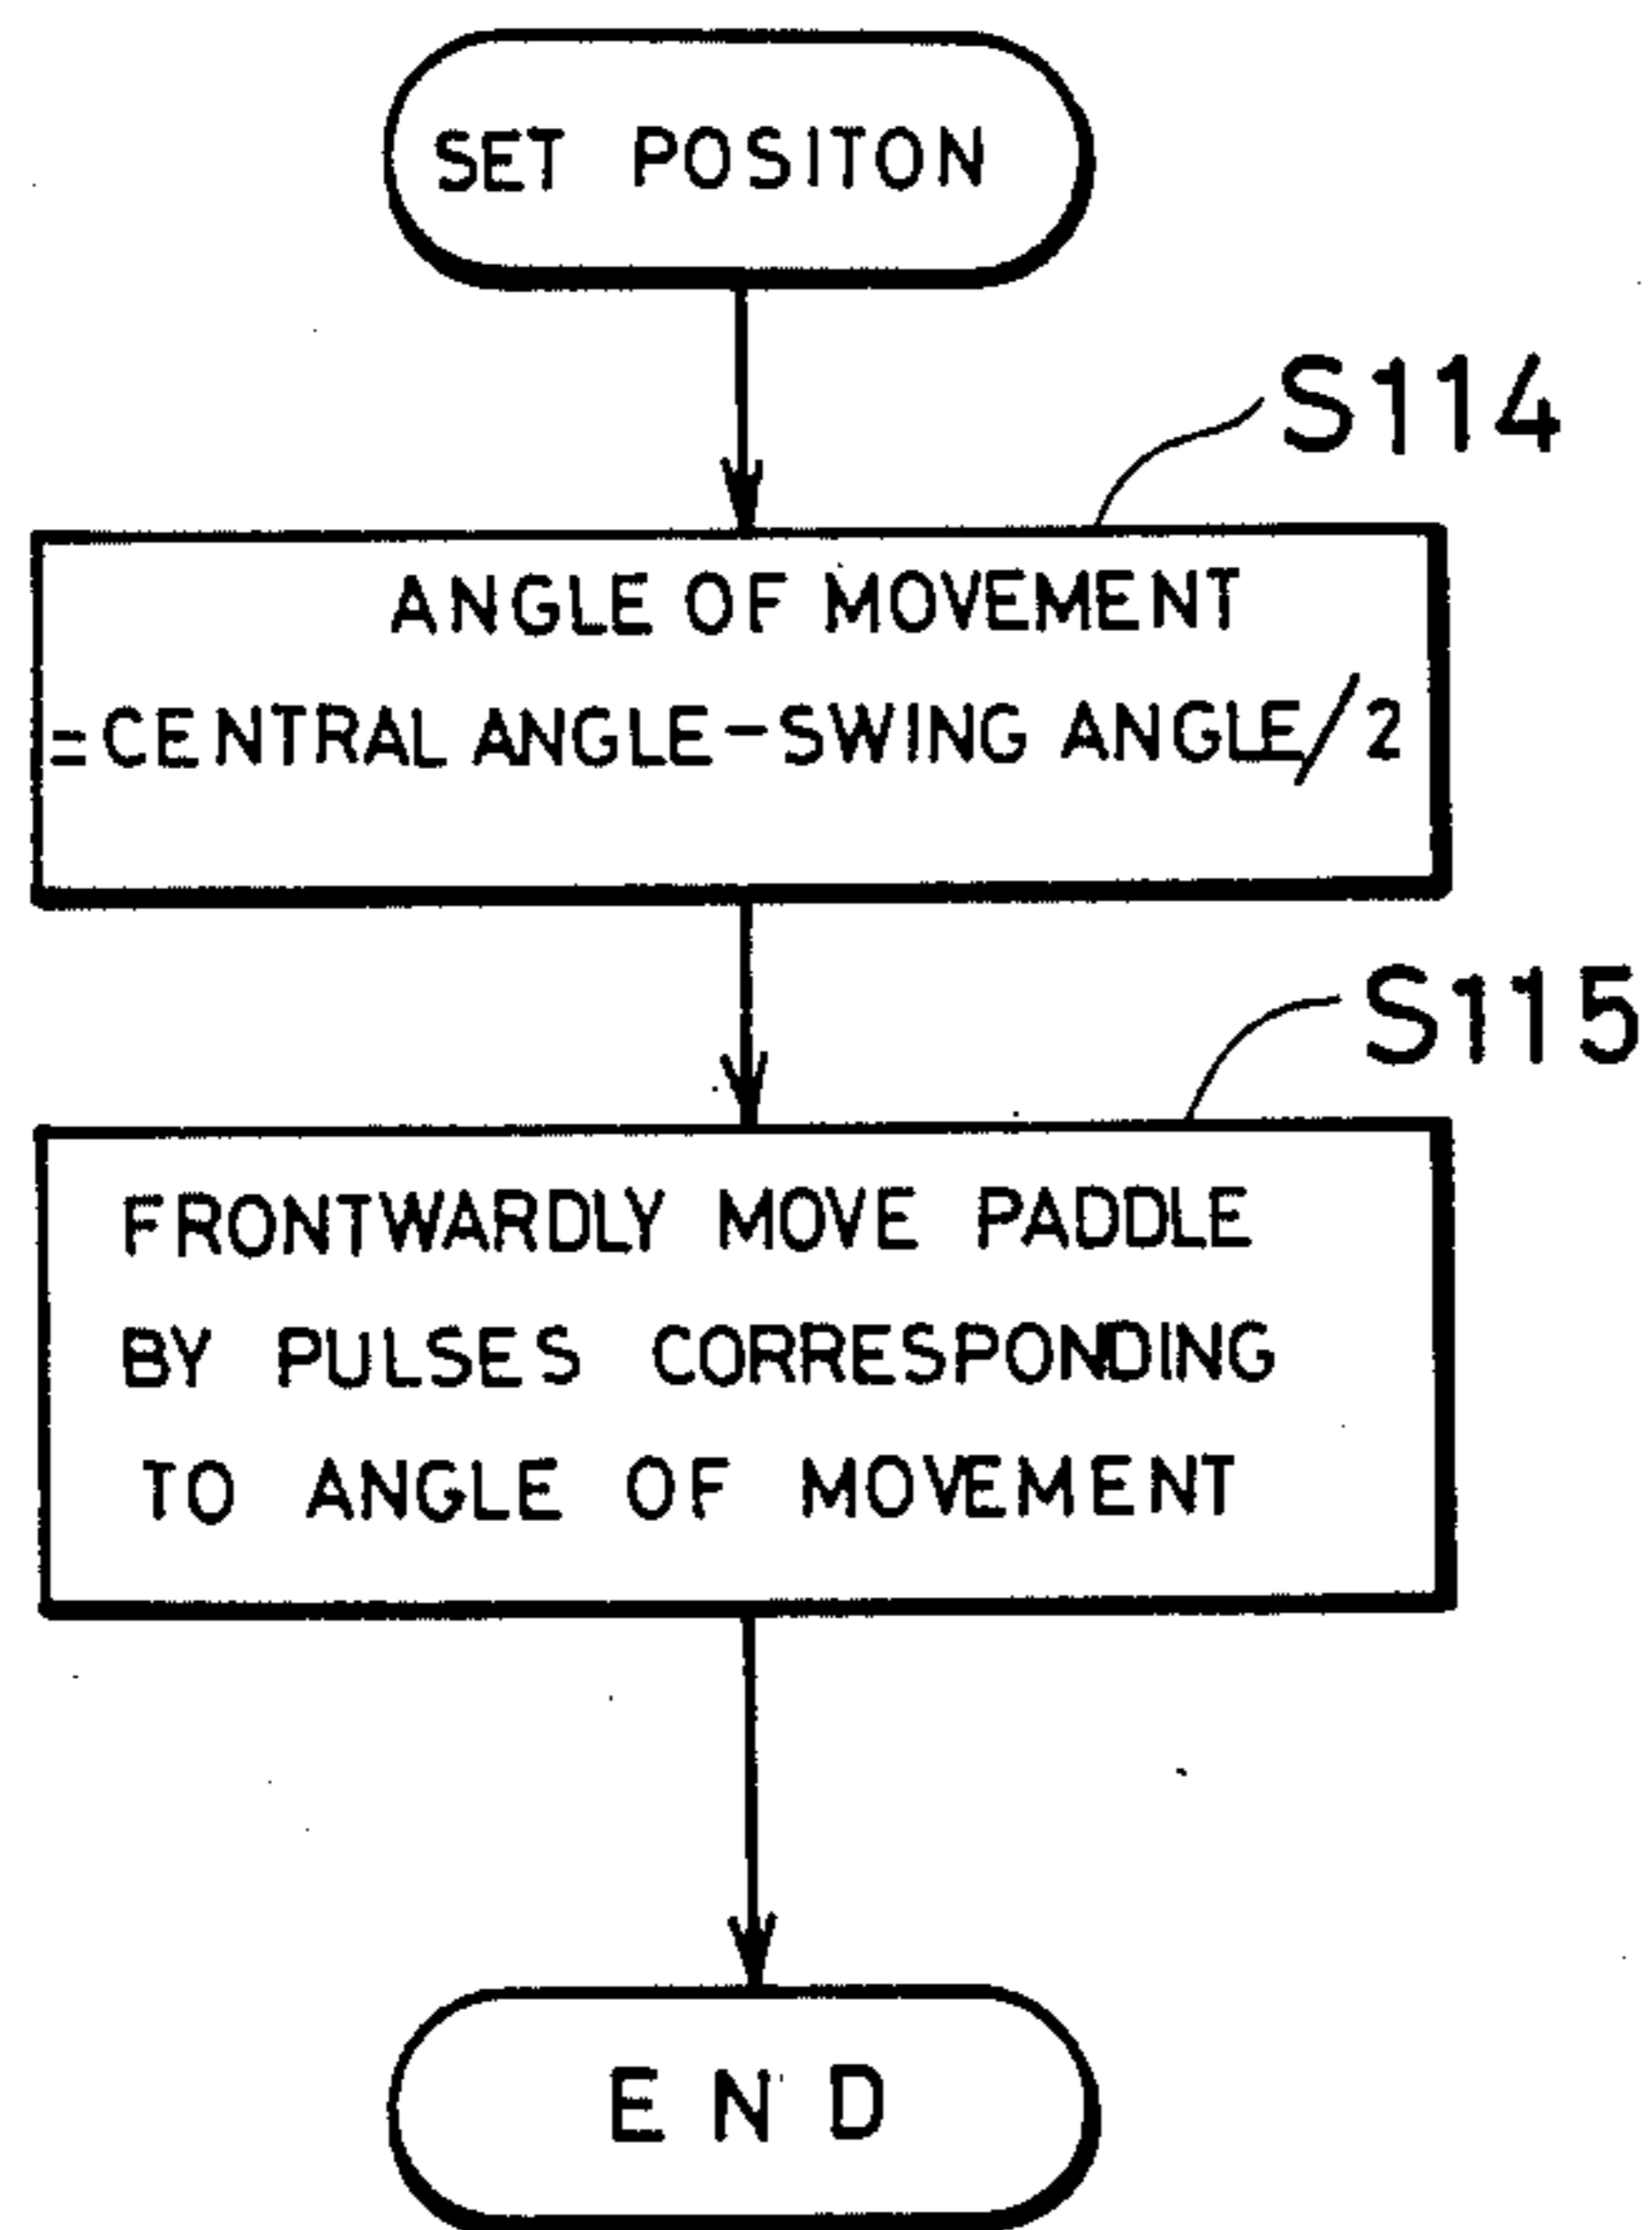 SET POSITON
S114
ANGLE OF MOVEMENT
=CENTRAL ANGLE-SWING ANGLE/2
S115
FRONTWARDLY MOVE PADDLE
BY PULSES CORRESPONDING
TO ANGLE OF MOVEMENT
END